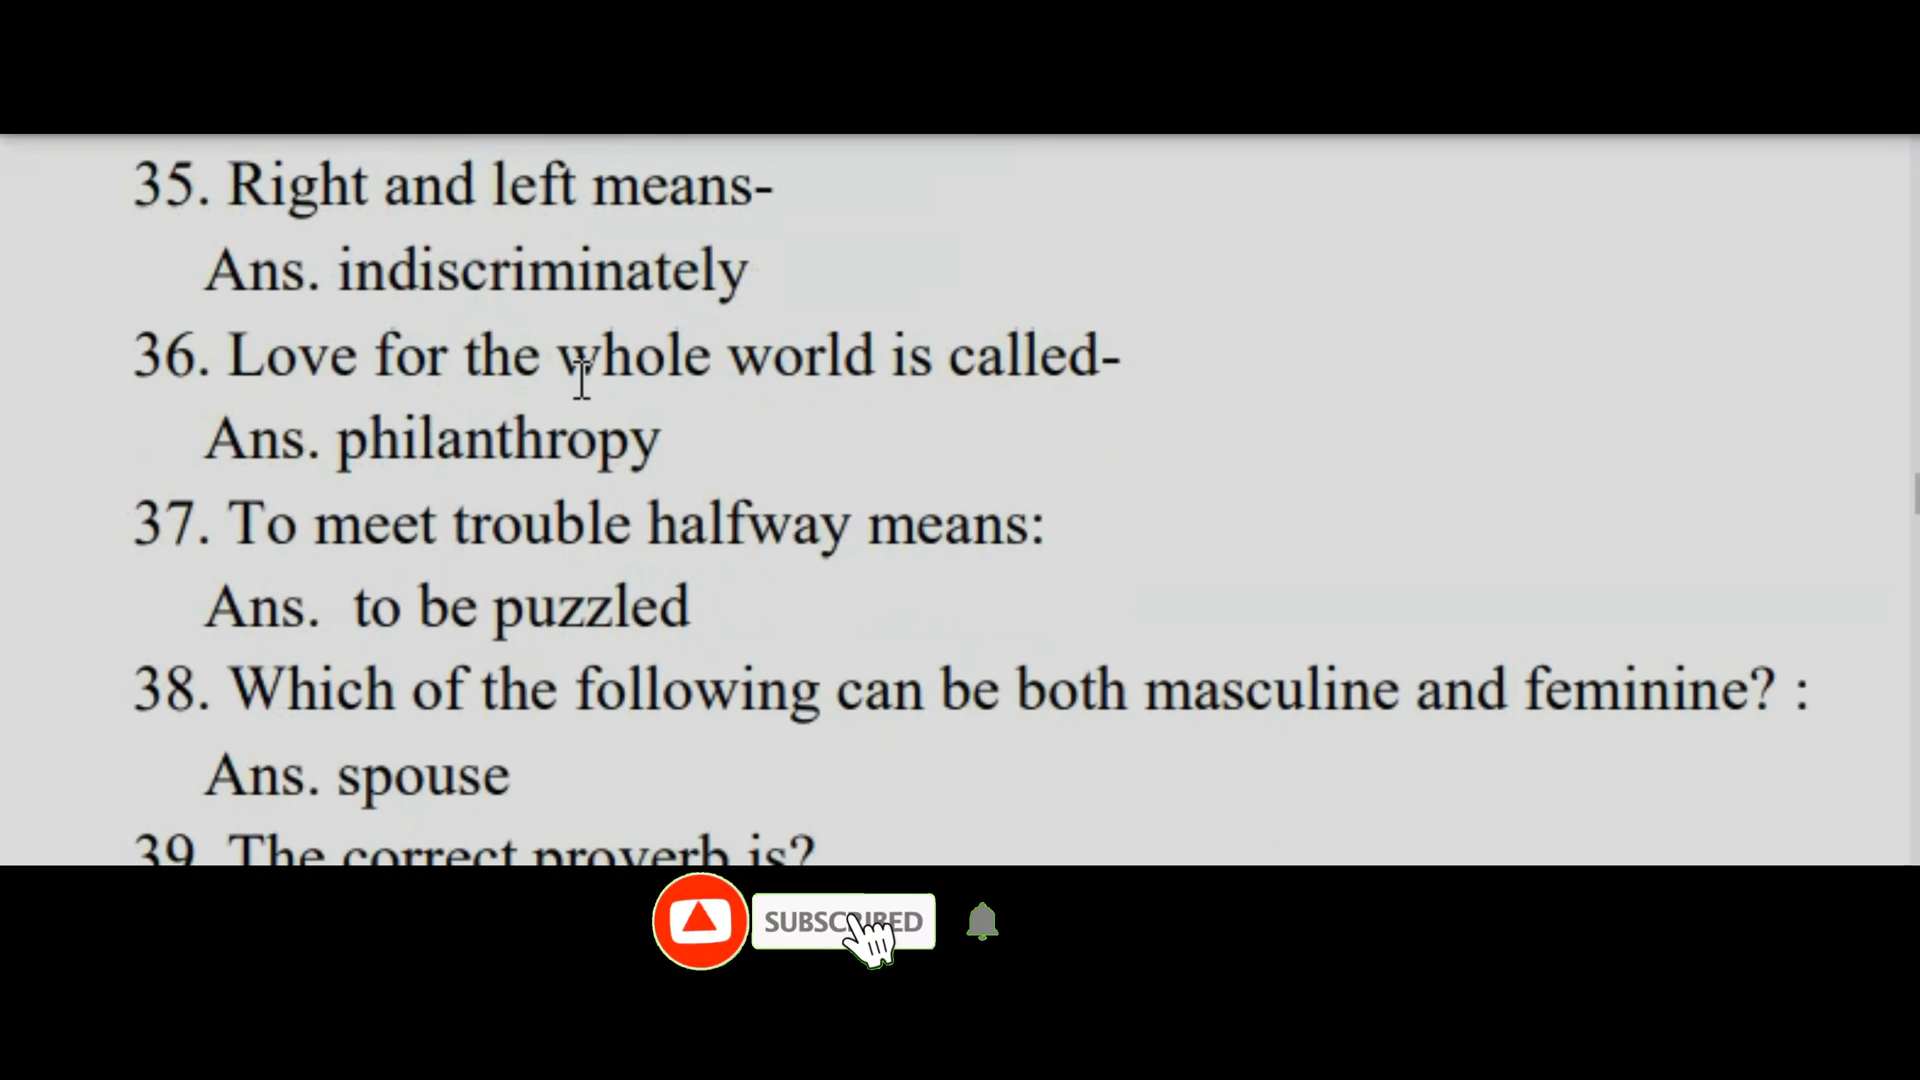 35. Right and left means-
Ans. indiscriminately
36. Love for the whole world is called-
Ans. philanthropy
37. To meet trouble halfway means:
Ans. to be puzzled
38. Which of the following can be both masculine and feminine? :
Ans. spouse
39. The correct proverb is?
SUBSCRIBED